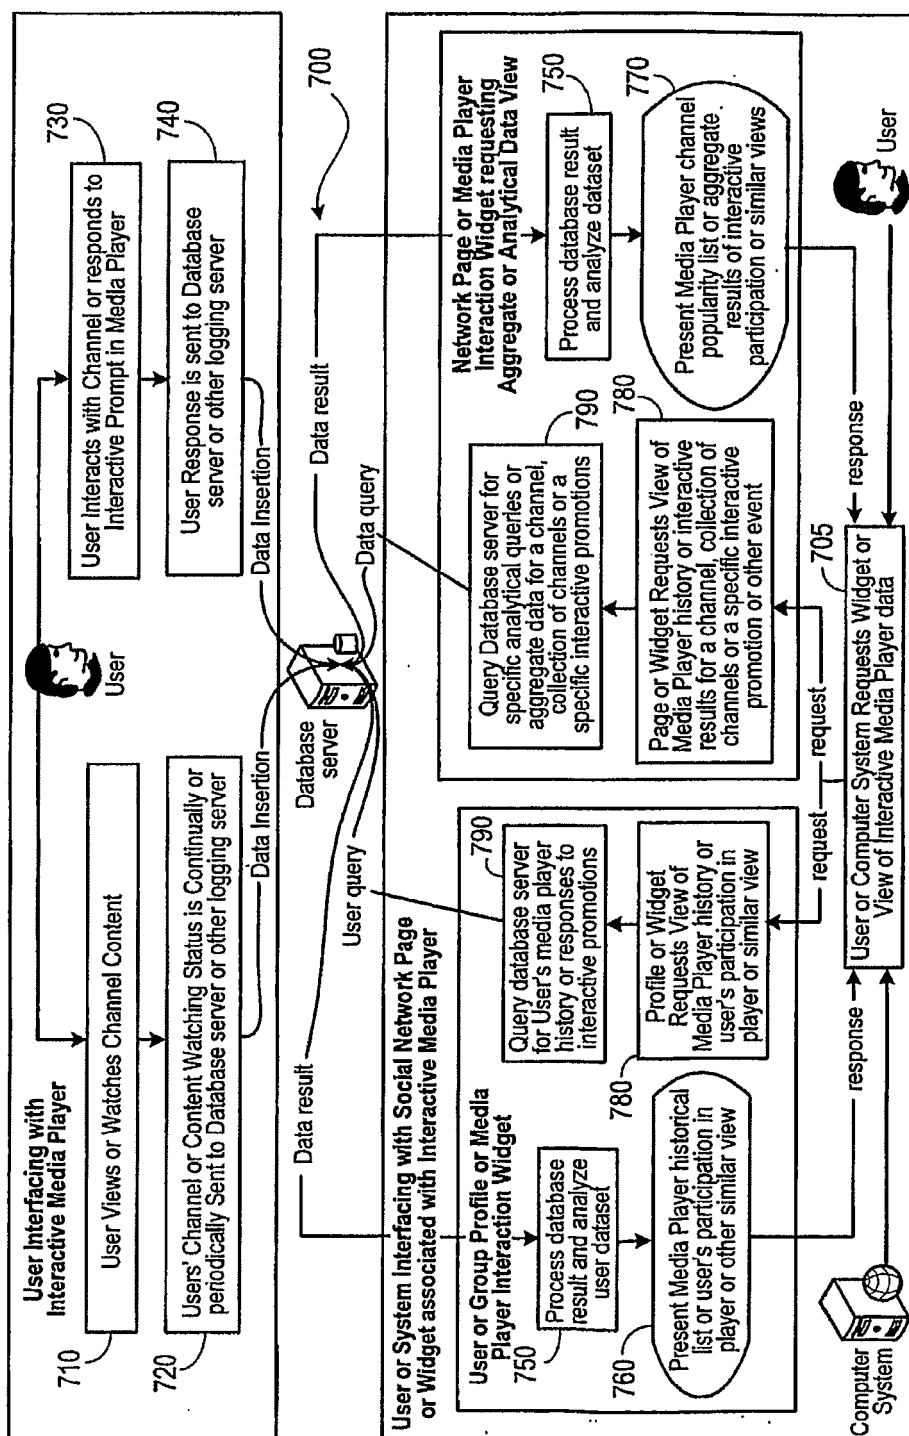 User Interfacing with
Interactive Media Player
710
User Views or Watches Channel Content
720
Users' Channel or Content Watching Status is Continually or
periodically Sent to Database server or other logging server
User
730
User Interacts with Channel or responds to
Interactive Prompt in Media Player
740
User Response is sent to Database
server or other logging server
Data Insertion
Data Insertion
Database
server
700
Data result
User query
Data result
Data query
User or System Interfacing with Social Network Page
or Widget associated with Interactive Media Player
User or Group Profile or Media
Player Interaction Widget
750
Process database
result and analyze
user dataset
760
Present Media Player historical
list or user's participation in
player or other similar view
790
Query database server
for User's media player
history or responses to
interactive promotions
780
Profile or Widget
Requests View of
Media Player history or
user's participation in
player or similar view
Network Page or Media Player
Interaction Widget requesting
Aggregate or Analytical Data View
790
Query Database server for
specific analytical queries or
aggregate data for a channel,
collection of channels or a
specific interactive promotions
780
Page or Widget Requests View of
Media Player history or interactive
results for a channel, collection of
channels or a specific interactive
promotion or other event
750
Process database result
and analyze dataset
770
Present Media Player channel
popularity list or aggregate
results of interactive
participation or similar views
response
request
request
response
705
User or Computer System Requests Widget or
View of Interactive Media Player data
Computer
System
User